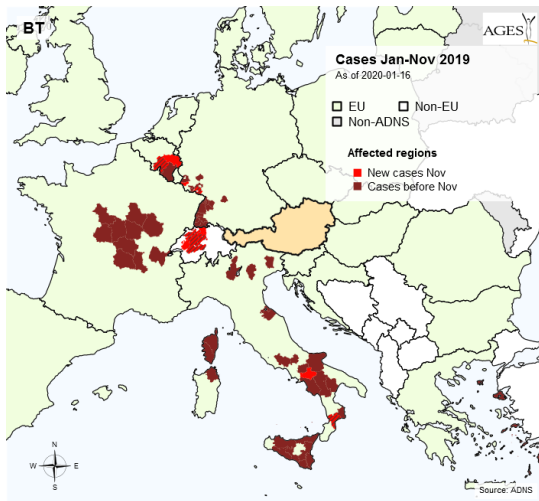 BT
AGES
Cases Jan-Nov 2019
As of 2020-01-16
EU
Non-EU
Non-ADNS
Affected regions
New cases Nov
Cases before Nov
N
W
E
S
Source: ADNS